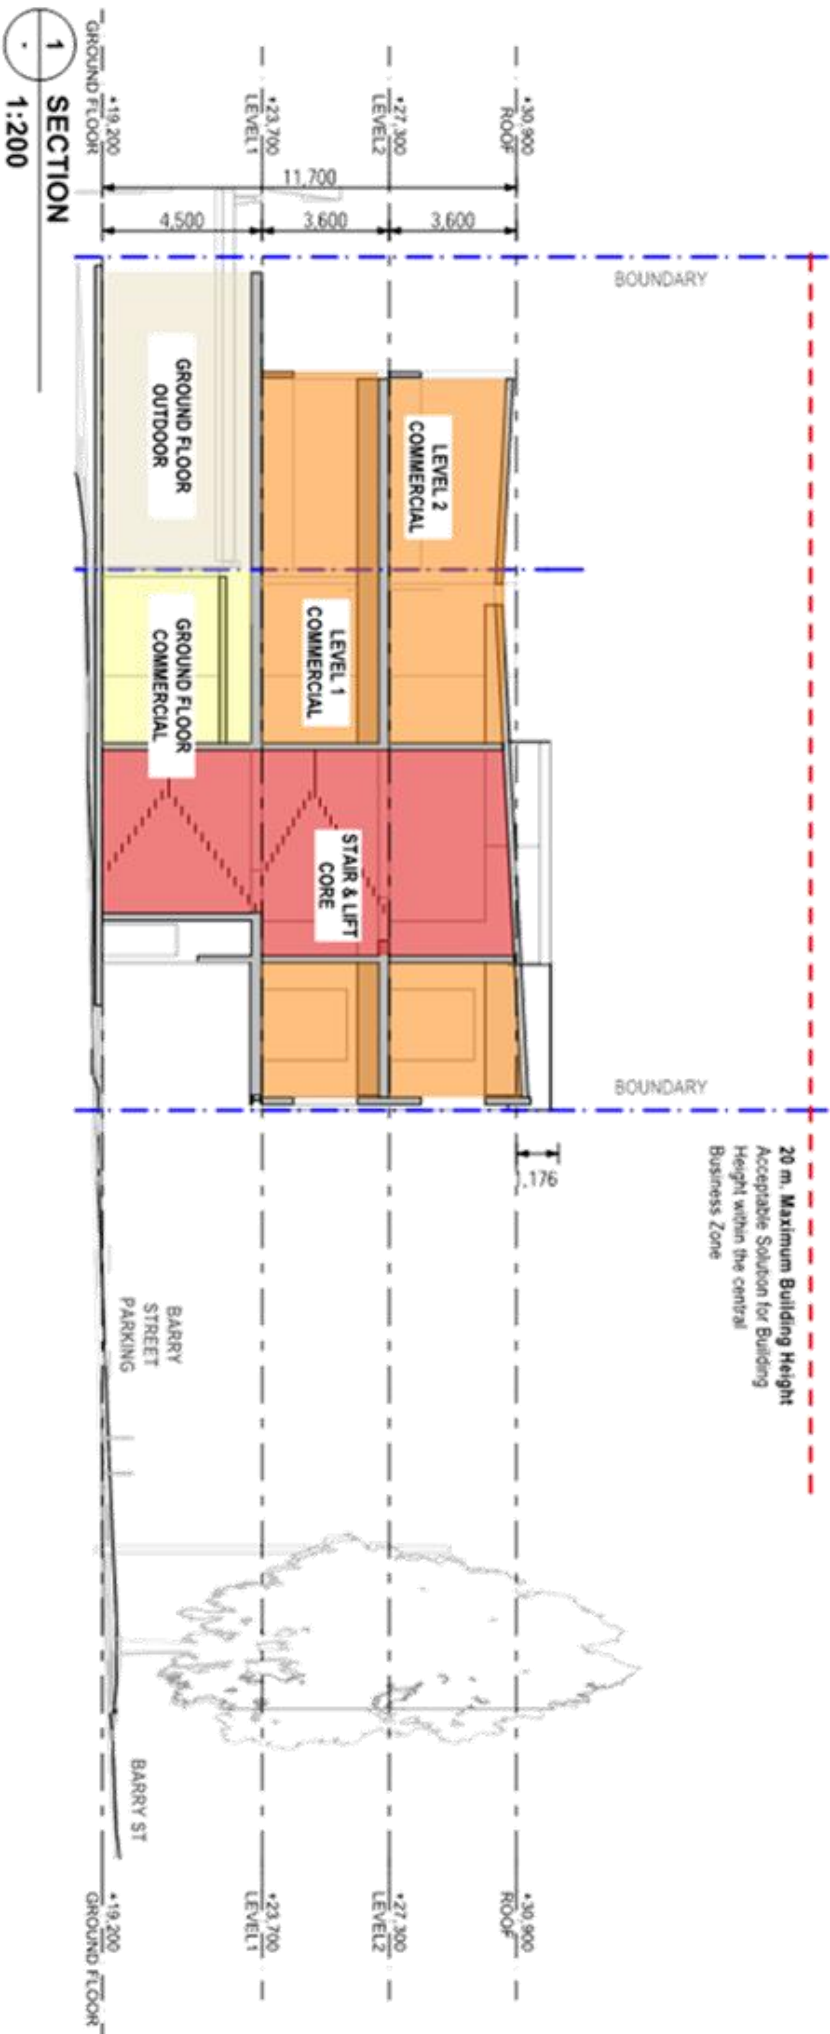 20 m. Maximum Building Height
Acceptable Solution for Building
Height within the central
Business Zone
BOUNDARY
BOUNDARY
+30,900
ROOF
+27,300
LEVEL2
+23,700
LEVEL1
+19,200
GROUND FLOOR
11,700
3,600
3,600
4,500
LEVEL 2
COMMERCIAL
LEVEL 1
COMMERCIAL
GROUND FLOOR
OUTDOOR
GROUND FLOOR
COMMERCIAL
STAIR & LIFT
CORE
,176
BARRY
STREET
PARKING
BARRY ST
+30,900
ROOF
+27,300
LEVEL2
+23,700
LEVEL1
+19,200
GROUND FLOOR
1
SECTION
-
1:200